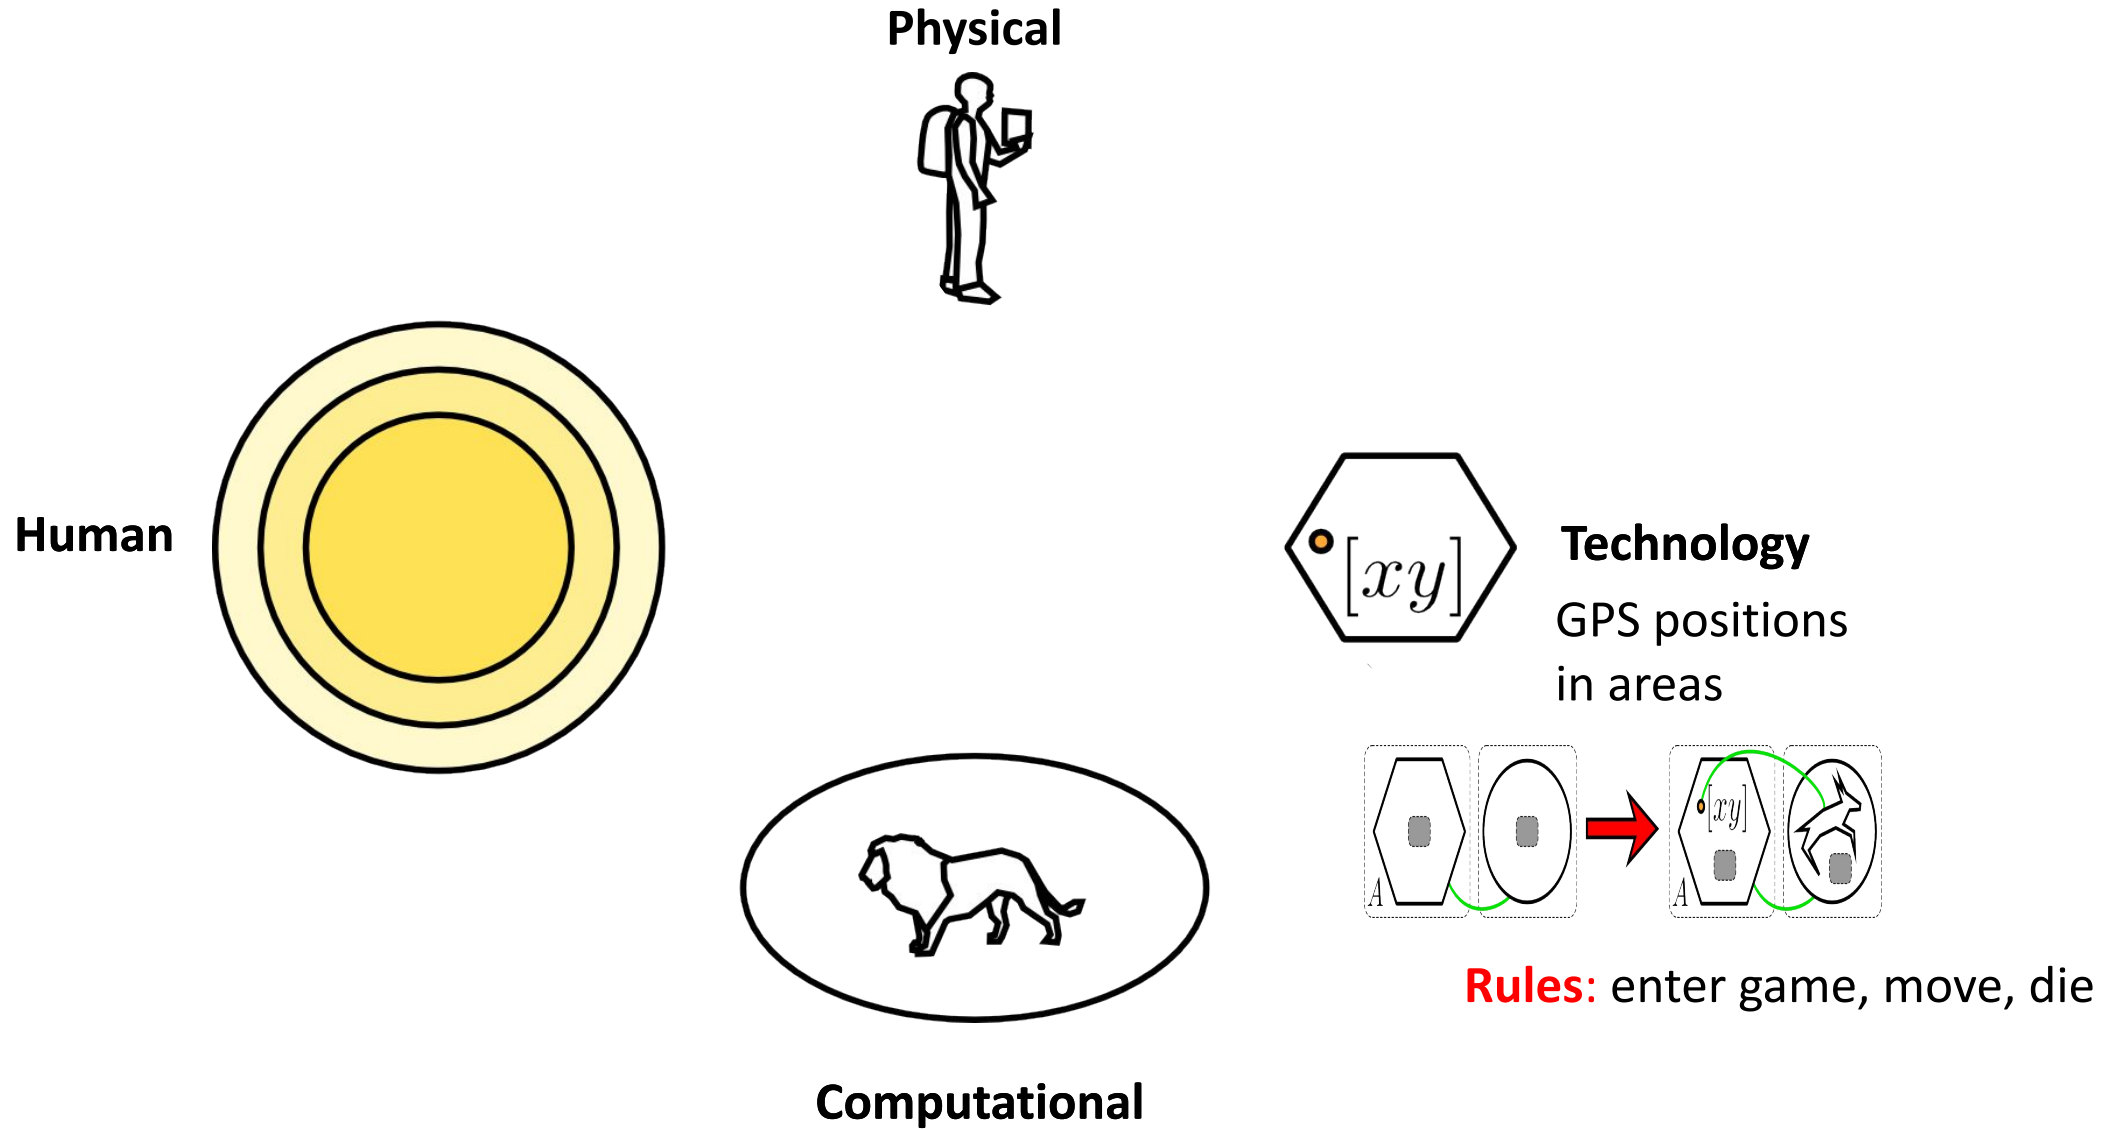 Physical
Human
[xy]
Technology
GPS positions
in areas
A
[xy]
A
Rules: enter game, move, die
Computational